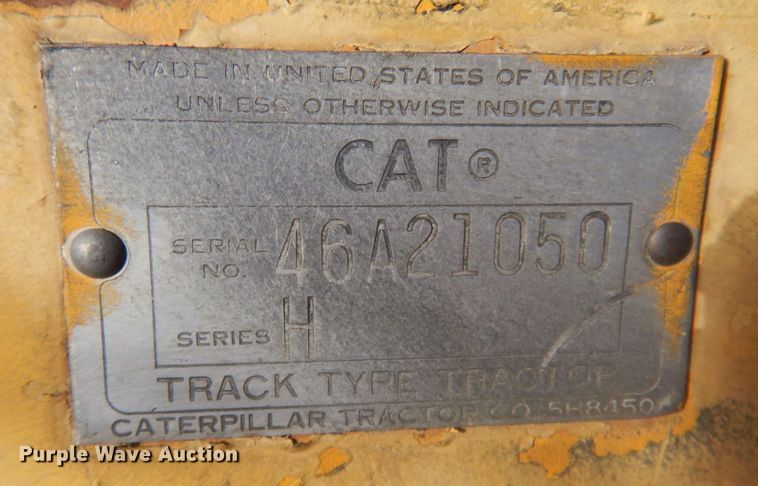 MADE IN UNITED STATES OF AMERICA
UNLESS OTHERWISE INDICATED
CAT®
SERIAL NO. 46A21050
SERIES H
TRACK TYPE TRACTOR
CATERPILLAR TRACTOR CO. 5H8450
Purple Wave Auction